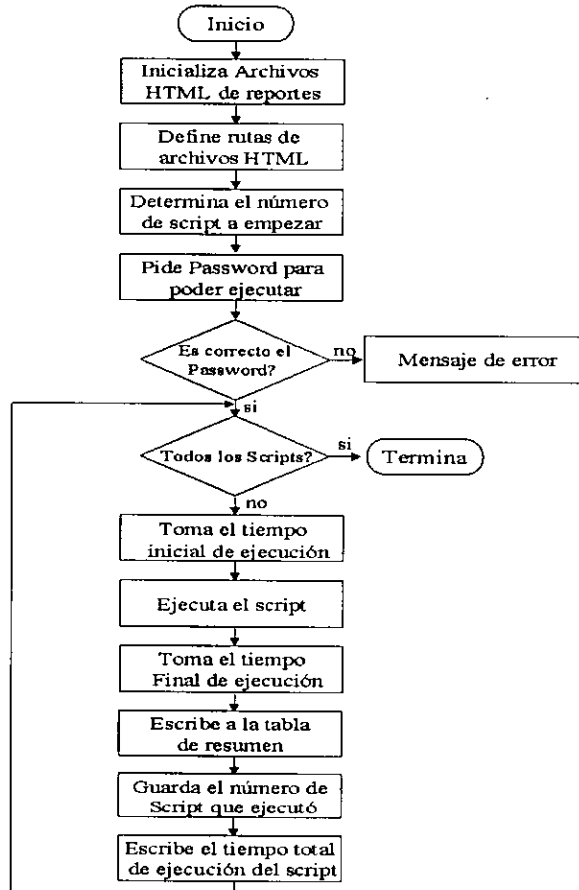 Inicio
Inicializa Archivos
HTML de reportes
Define rutas de
archivos HTML
Determina el número
de script a empezar
Pide Password para
poder ejecutar
Es correcto el
Password?
no
Mensaje de error
si
Todos los Scripts?
si
Termina
no
Toma el tiempo
inicial de ejecución
Ejecuta el script
Toma el tiempo
Final de ejecución
Escribe a la tabla
de resumen
Guarda el número de
Script que ejecutó
Escribe el tiempo total
de ejecución del script